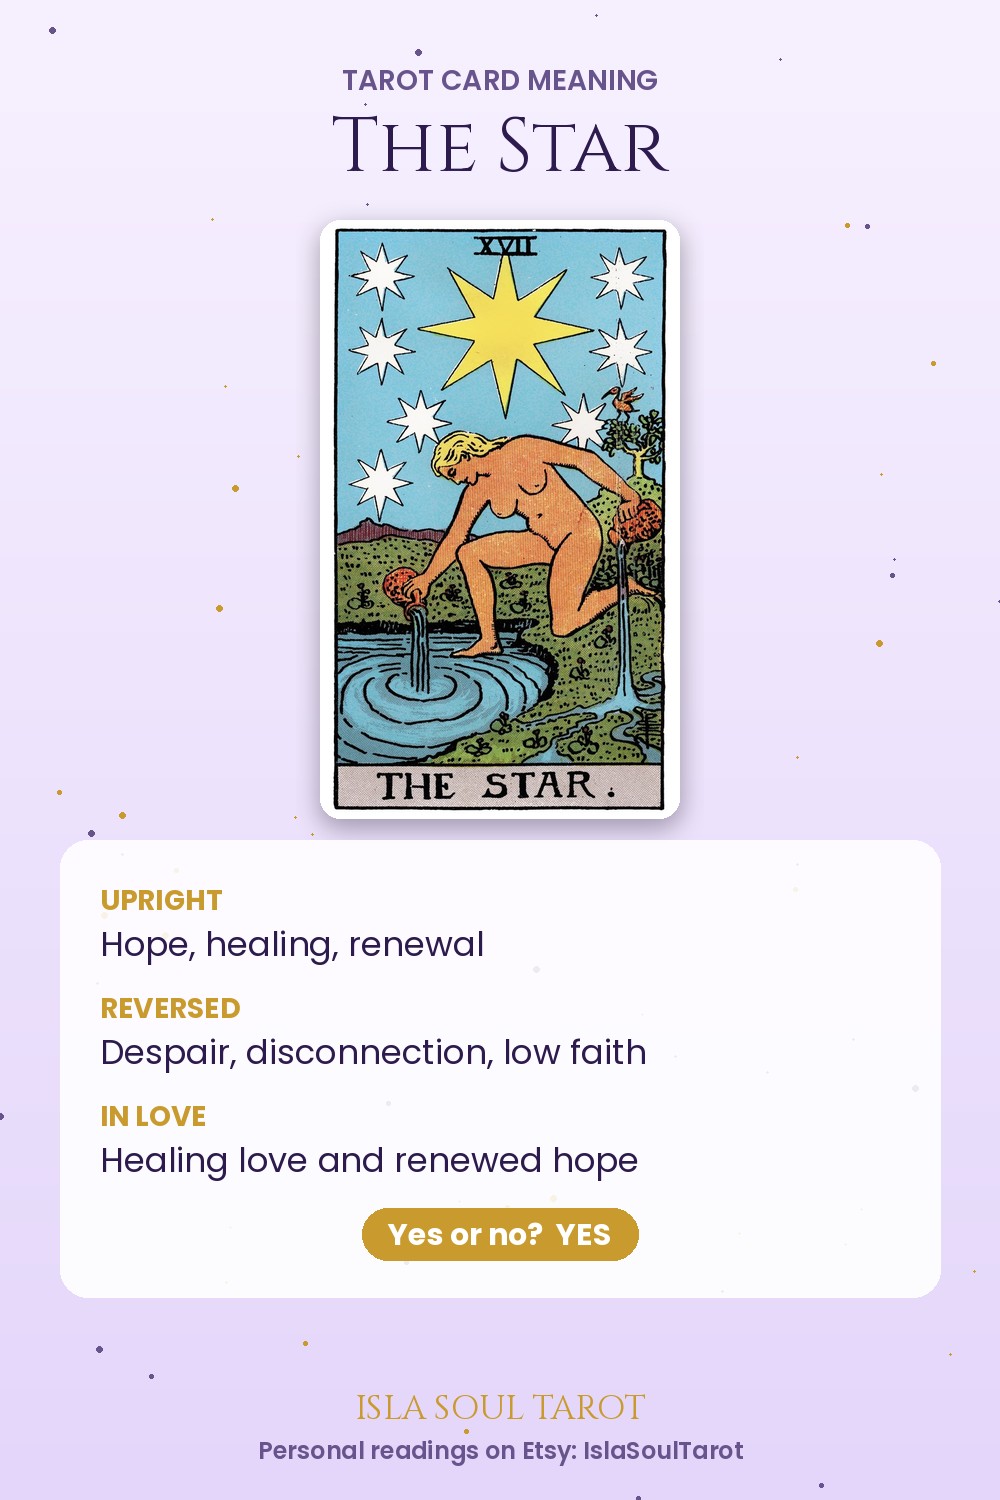 TAROT CARD MEANING
THE STAR
XVII
THE STAR.
UPRIGHT
Hope, healing, renewal
REVERSED
Despair, disconnection, low faith
IN LOVE
Healing love and renewed hope
Yes or no? YES
ISLA SOUL TAROT
Personal readings on Etsy: IslaSoulTarot